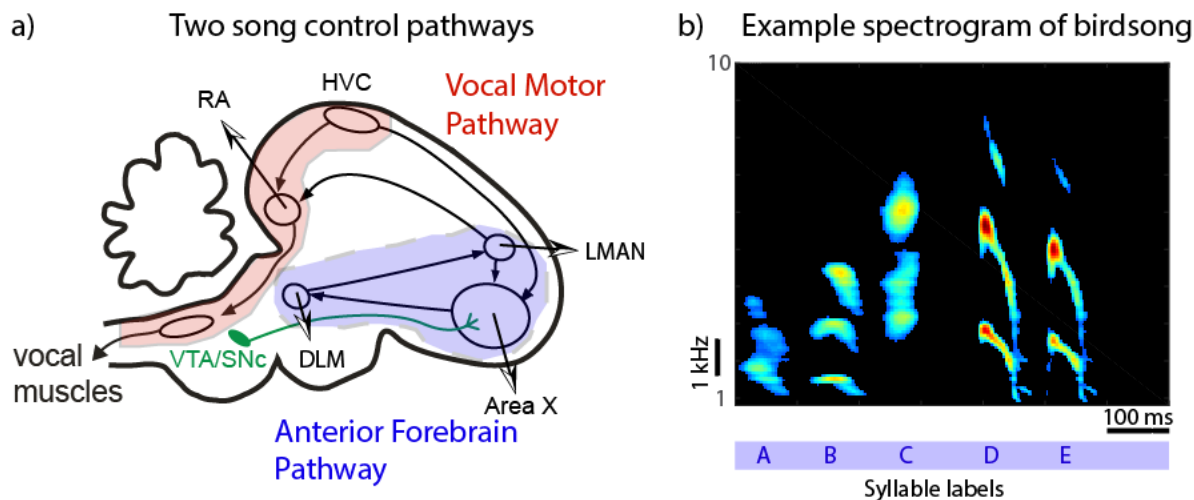 a)
Two song control pathways
HVC
RA
Vocal Motor
Pathway
LMAN
VTA/SNc
DLM
vocal
muscles
Area X
Anterior Forebrain
Pathway
b)
Example spectrogram of birdsong
10
1 kHz
1
100 ms
A B C D E
Syllable labels